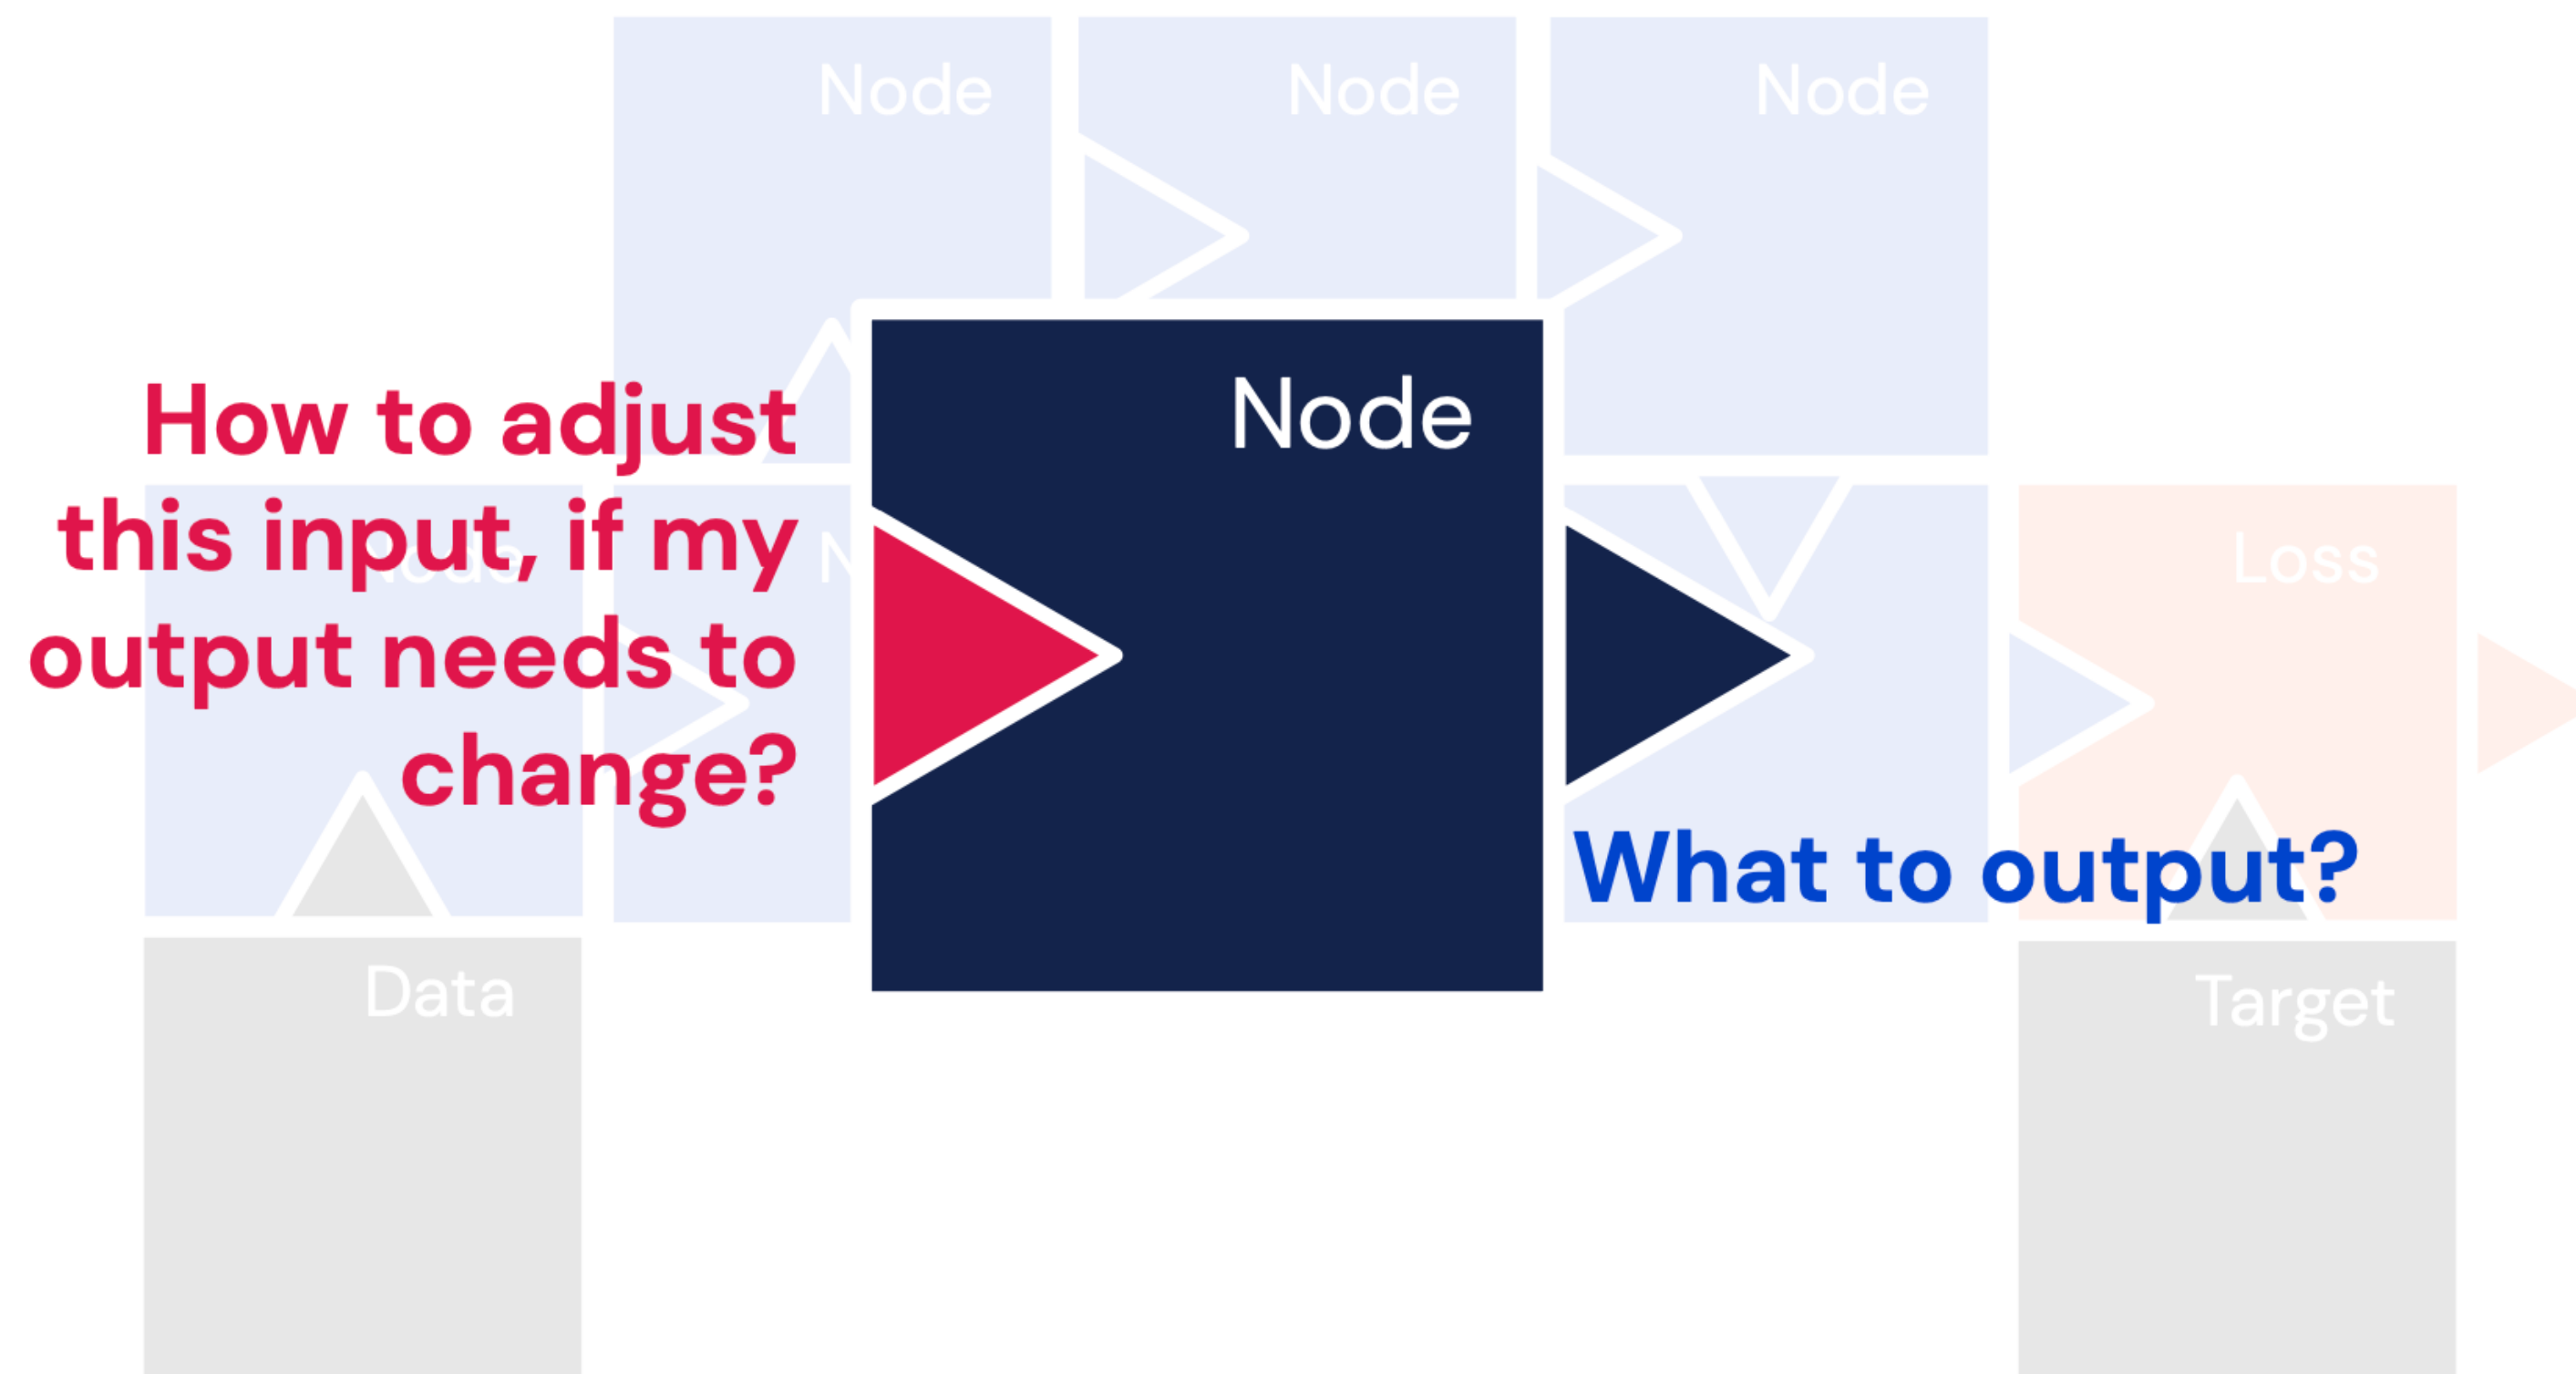 Node
Node
Node
Node
How to adjust
this input, if my
output needs to
change?
Node
Loss
What to output?
Data
Target